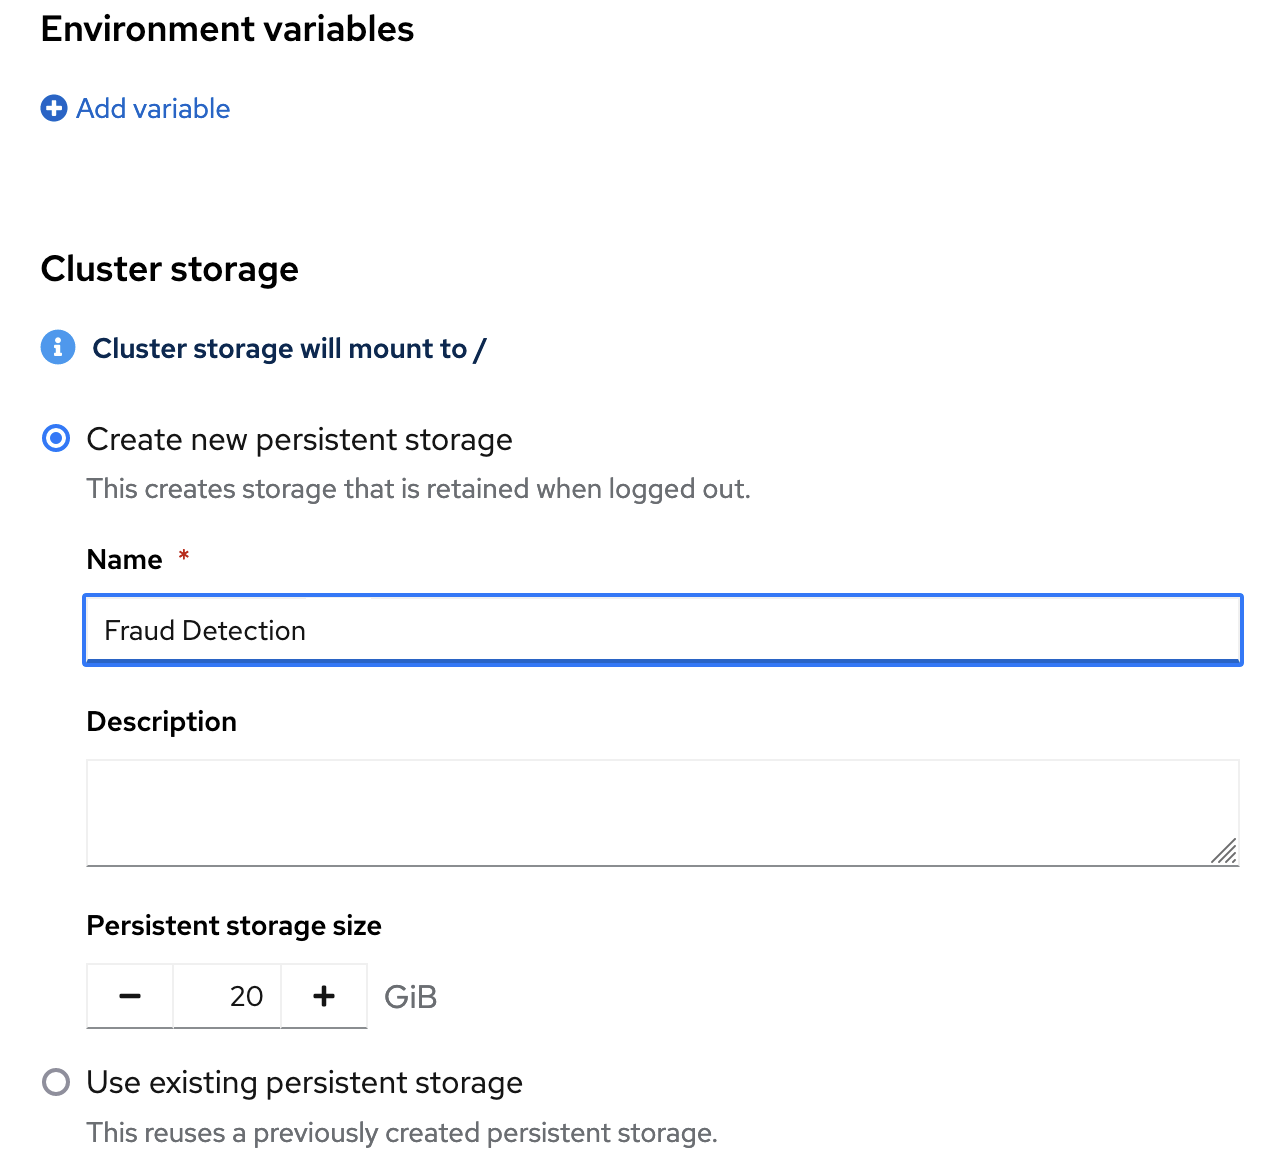 Environment variables
Add variable
Cluster storage
Cluster storage will mount to /
Create new persistent storage
This creates storage that is retained when logged out.
Name *
Fraud Detection
Description
Persistent storage size
20 GiB
Use existing persistent storage
This reuses a previously created persistent storage.